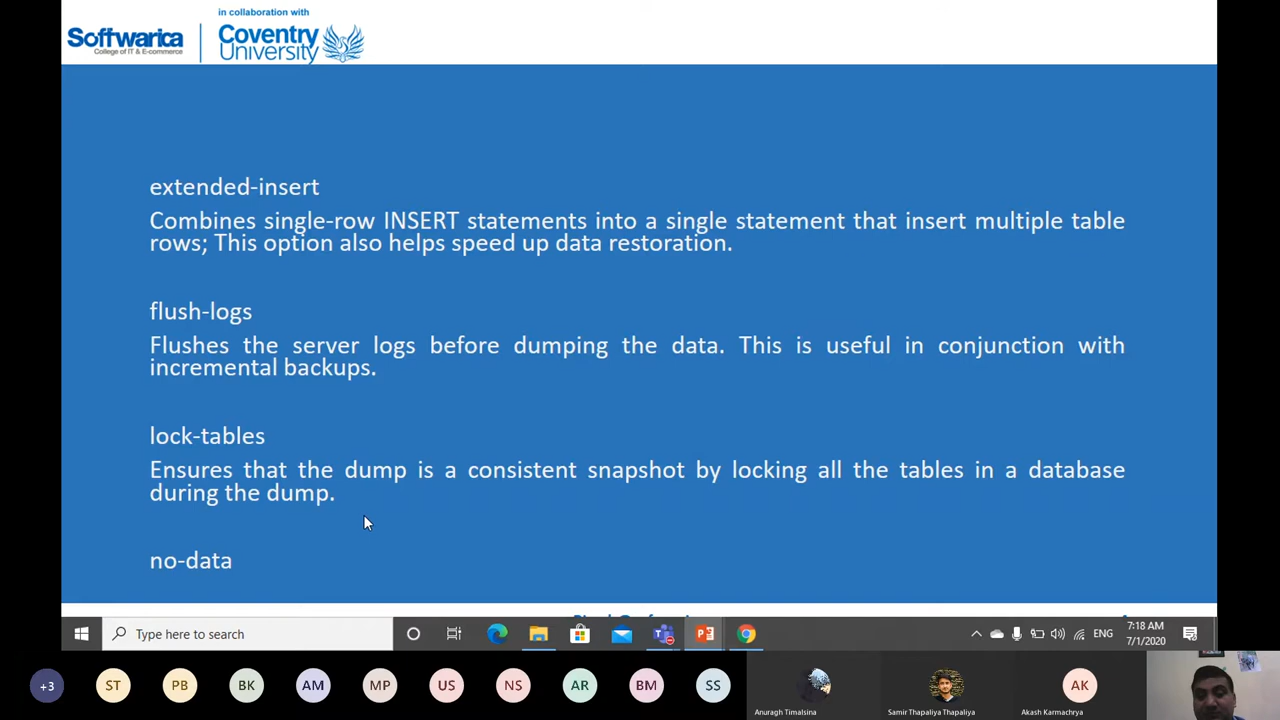 in collaboration with
Softwarica
College of IT & E-commerce
Coventry
University
extended-insert
Combines single-row INSERT statements into a single statement that insert multiple table
rows; This option also helps speed up data restoration.
flush-logs
Flushes the server logs before dumping the data. This is useful in conjunction with
incremental backups.
lock-tables
Ensures that the dump is a consistent snapshot by locking all the tables in a database
during the dump.
no-data
Type here to search
ENG
7:18 AM
7/1/2020
+3
ST
PB
BK
AM
MP
US
NS
AR
BM
SS
Anuragh Timalsina
Samir Thapaliya Thapaliya
AK
Akash Karmachrya